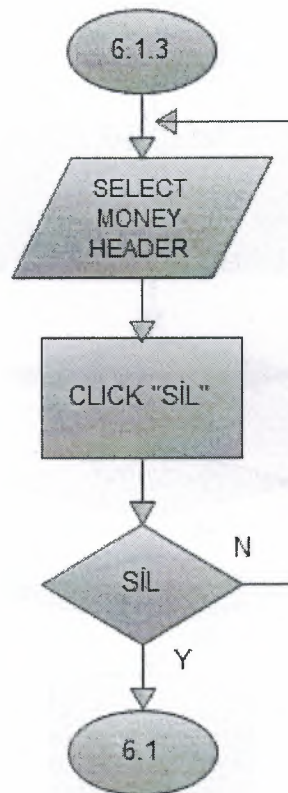 6.1.3
SELECT
MONEY
HEADER
CLICK "SİL"
SİL
N
Y
6.1